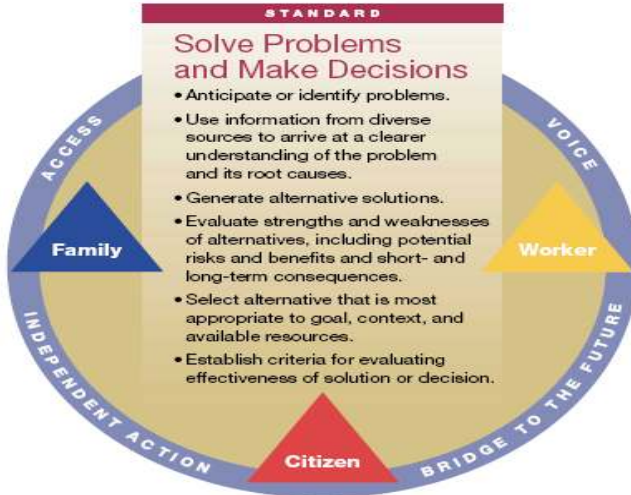 STANDARD
Solve Problems
and Make Decisions
• Anticipate or identify problems.
• Use information from diverse
sources to arrive at a clearer
understanding of the problem
and its root causes.
• Generate alternative solutions.
• Evaluate strengths and weaknesses
of alternatives, including potential
risks and benefits and short- and
long-term consequences.
• Select alternative that is most
appropriate to goal, context, and
available resources.
• Establish criteria for evaluating
effectiveness of solution or decision.
ACCESS
VOICE
Family
Worker
INDEPENDENT ACTION
BRIDGE TO THE FUTURE
Citizen